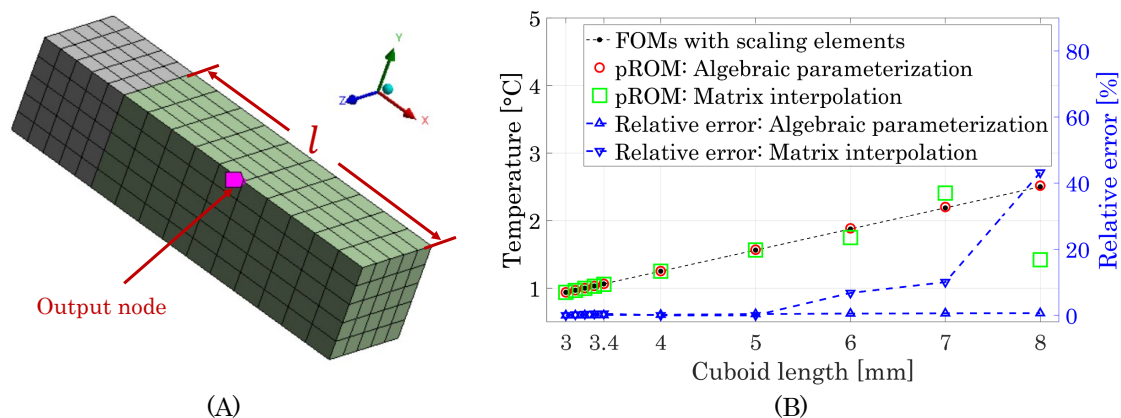 Y
Z
X
l
Output node
(A)
5
4
3
2
1
Temperature [°C]
FOMs with scaling elements
pROM: Algebraic parameterization
pROM: Matrix interpolation
Relative error: Algebraic parameterization
Relative error: Matrix interpolation
80
60
40
20
0
Relative error [%]
3 3.4 4 5 6 7 8
Cuboid length [mm]
(B)